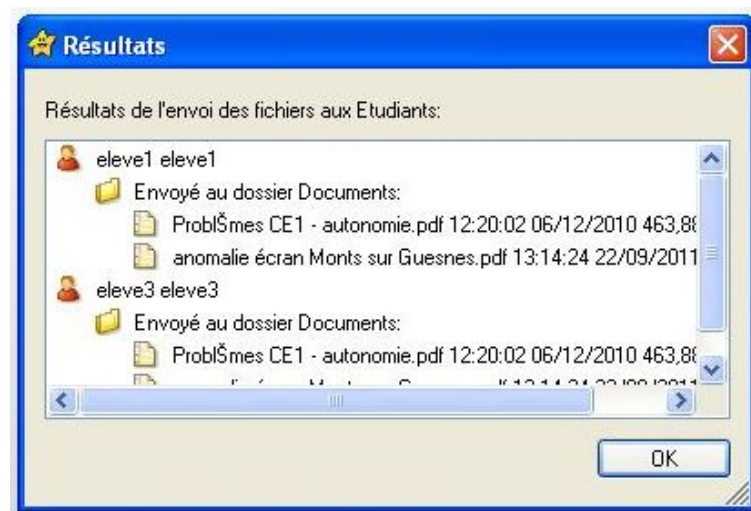 Résultats
Résultats de l'envoi des fichiers aux Etudiants:
eleve1 eleve1
Envoyé au dossier Documents:
ProblŠmes CE1 - autonomie.pdf 12:20:02 06/12/2010 463,88
anomalie écran Monts sur Guesnes.pdf 13:14:24 22/09/2011
eleve3 eleve3
Envoyé au dossier Documents:
ProblŠmes CE1 - autonomie.pdf 12:20:02 06/12/2010 463,88
OK